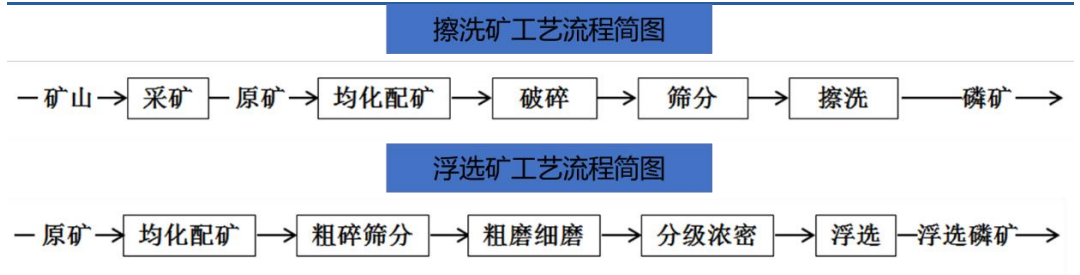 擦洗矿工艺流程简图
矿山 采矿 原矿 均化配矿 破碎 筛分 擦洗 磷矿
浮选矿工艺流程简图
原矿 均化配矿 粗碎筛分 粗磨细磨 分级浓密 浮选 浮选磷矿